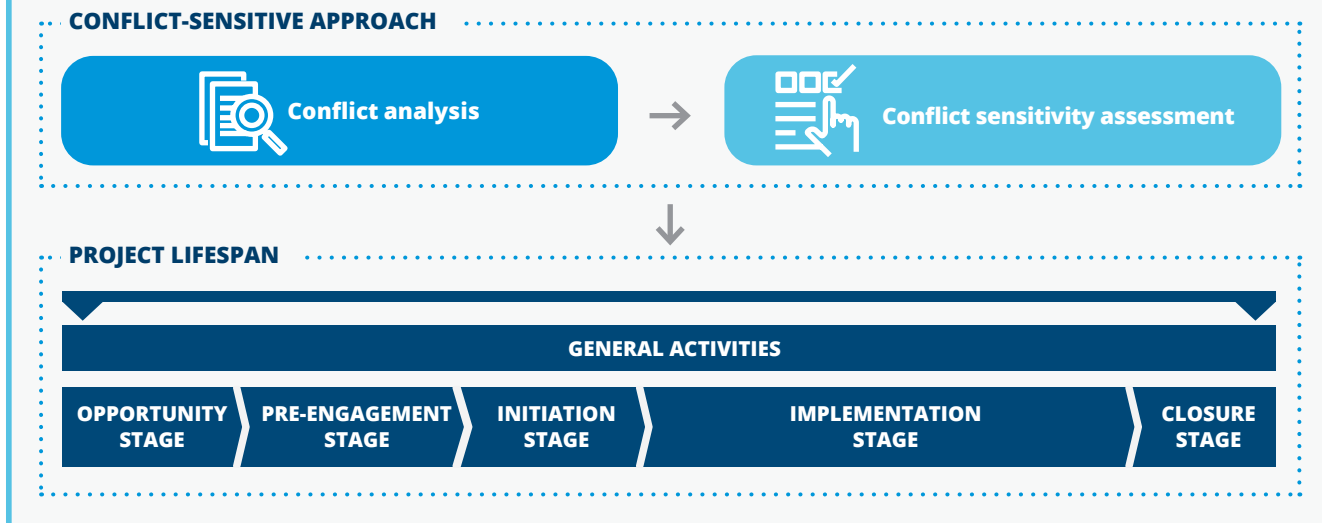 CONFLICT-SENSITIVE APPROACH
Conflict analysis
Conflict sensitivity assessment
PROJECT LIFESPAN
GENERAL ACTIVITIES
OPPORTUNITY
STAGE
PRE-ENGAGEMENT
STAGE
INITIATION
STAGE
IMPLEMENTATION
STAGE
CLOSURE
STAGE